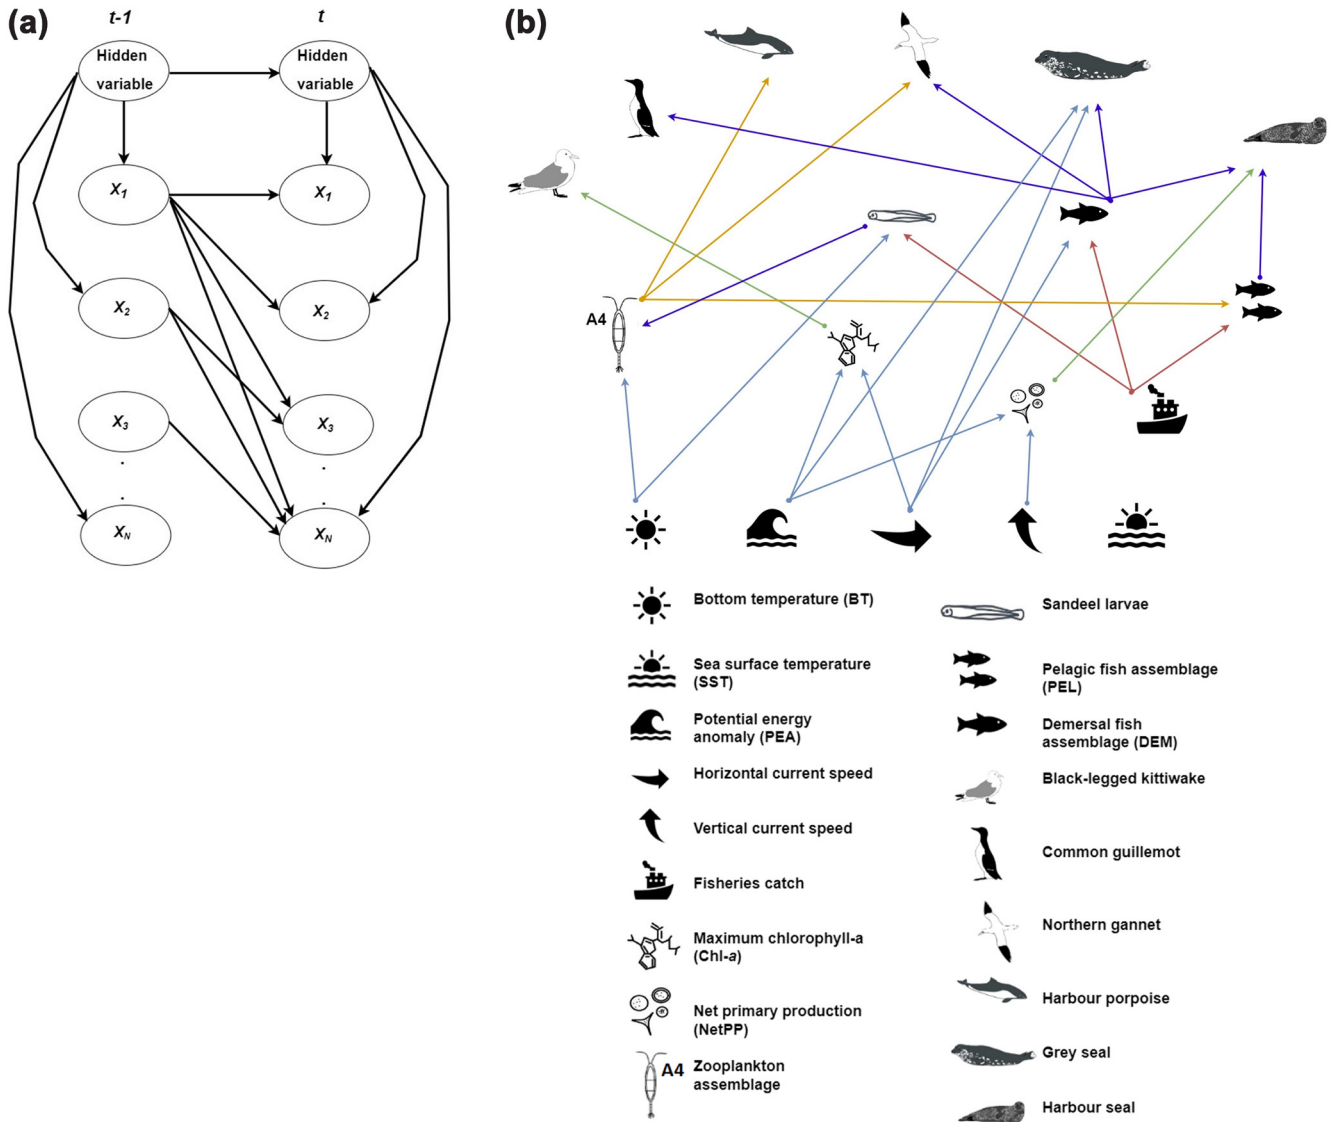 (a)
t-1
t
Hidden
variable
Hidden
variable
X1
X1
X2
X2
X3
X3
.
.
.
.
XN
XN
(b)
A4
Bottom temperature (BT)
Sea surface temperature
(SST)
Potential energy
anomaly (PEA)
Horizontal current speed
Vertical current speed
Fisheries catch
Maximum chlorophyll-a
(Chl-a)
Net primary production
(NetPP)
A4 Zooplankton
assemblage
Sandeel larvae
Pelagic fish assemblage
(PEL)
Demersal fish
assemblage (DEM)
Black-legged kittiwake
Common guillemot
Northern gannet
Harbour porpoise
Grey seal
Harbour seal